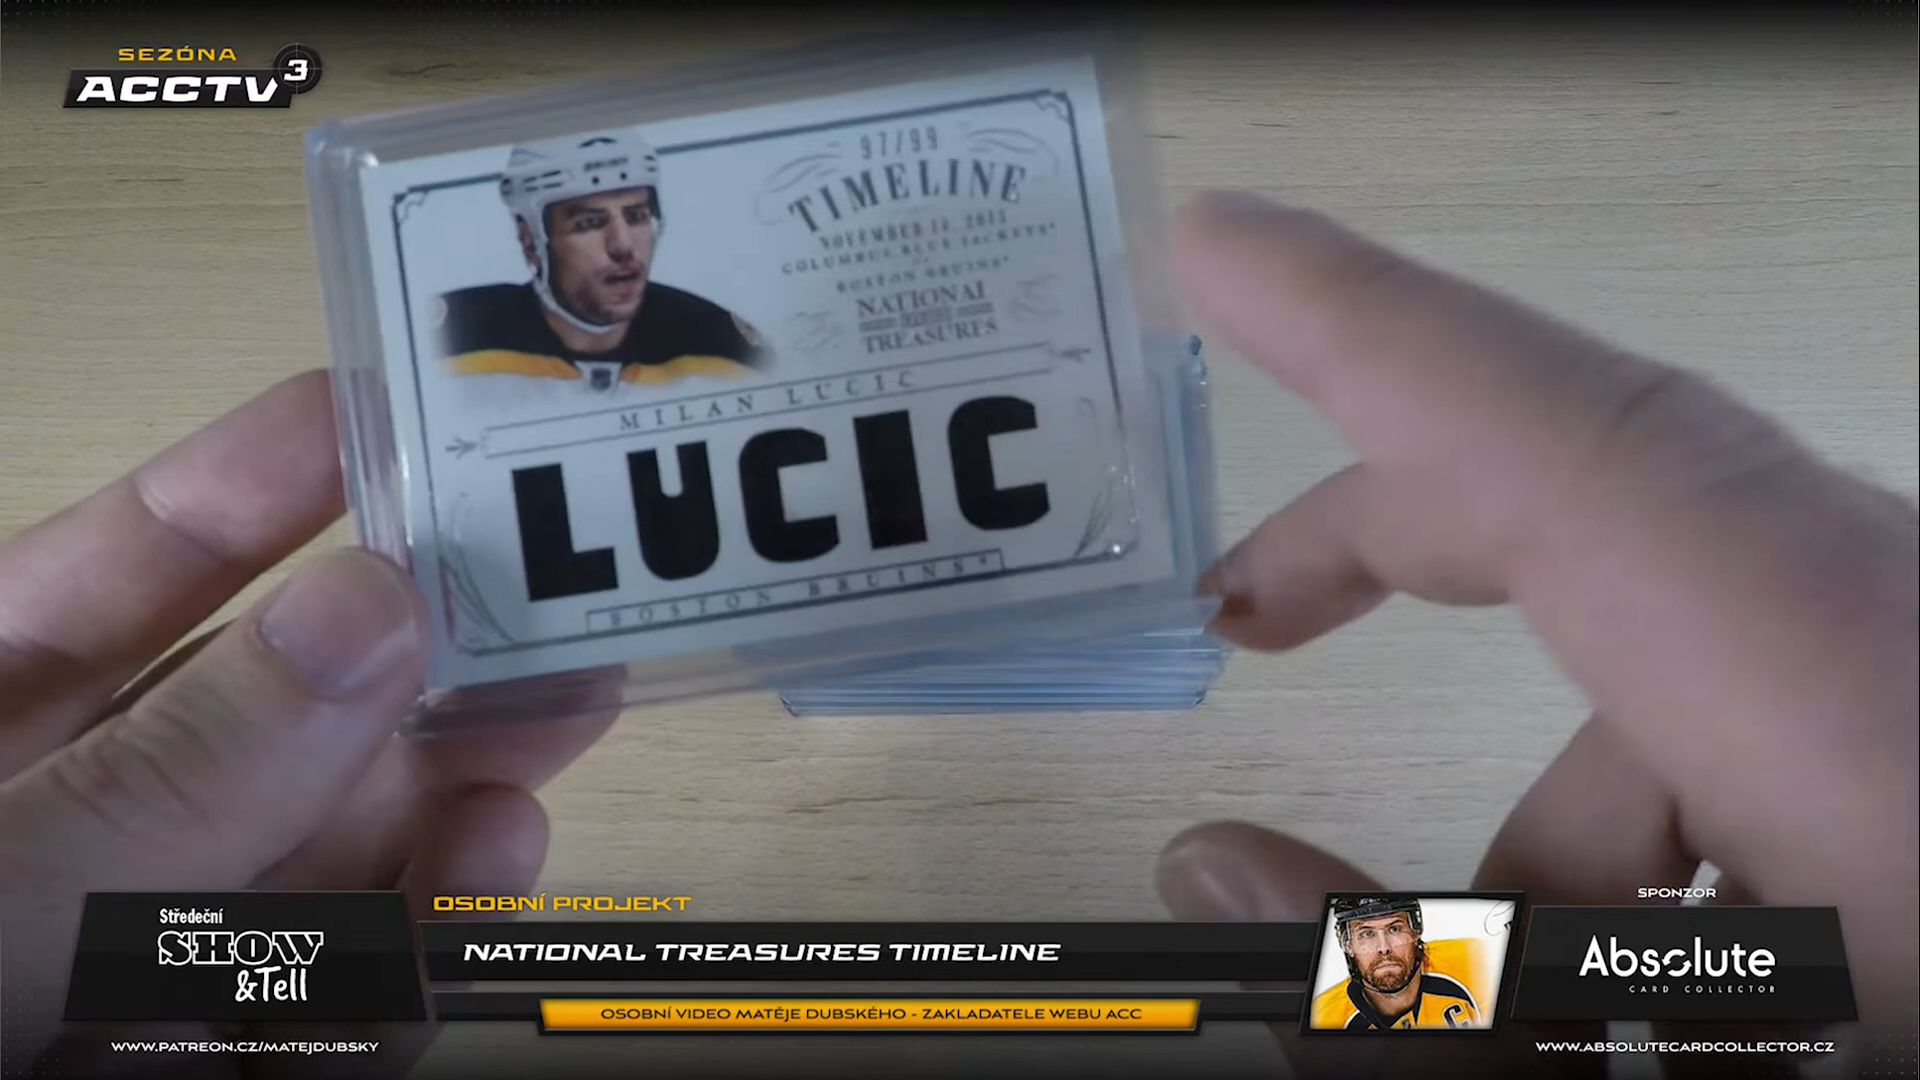 SEZÓNA
ACCTV 3
97/99
TIMELINE
COLUMBUS BLUE JACKETS
BOSTON BRUINS
NATIONAL
TREASURES
MILAN LUCIC
LUCIC
BOSTON BRUINS
OSOBNÍ PROJEKT
NATIONAL TREASURES TIMELINE
OSOBNÍ VIDEO MATĚJE DUBSKÉHO - ZAKLADATELE WEBU ACC
Středeční
SHOW
&Tell
WWW.PATREON.CZ/MATEJDUBSKY
SPONZOR
Absolute
CARD COLLECTOR
WWW.ABSOLUTECARDCOLLECTOR.CZ